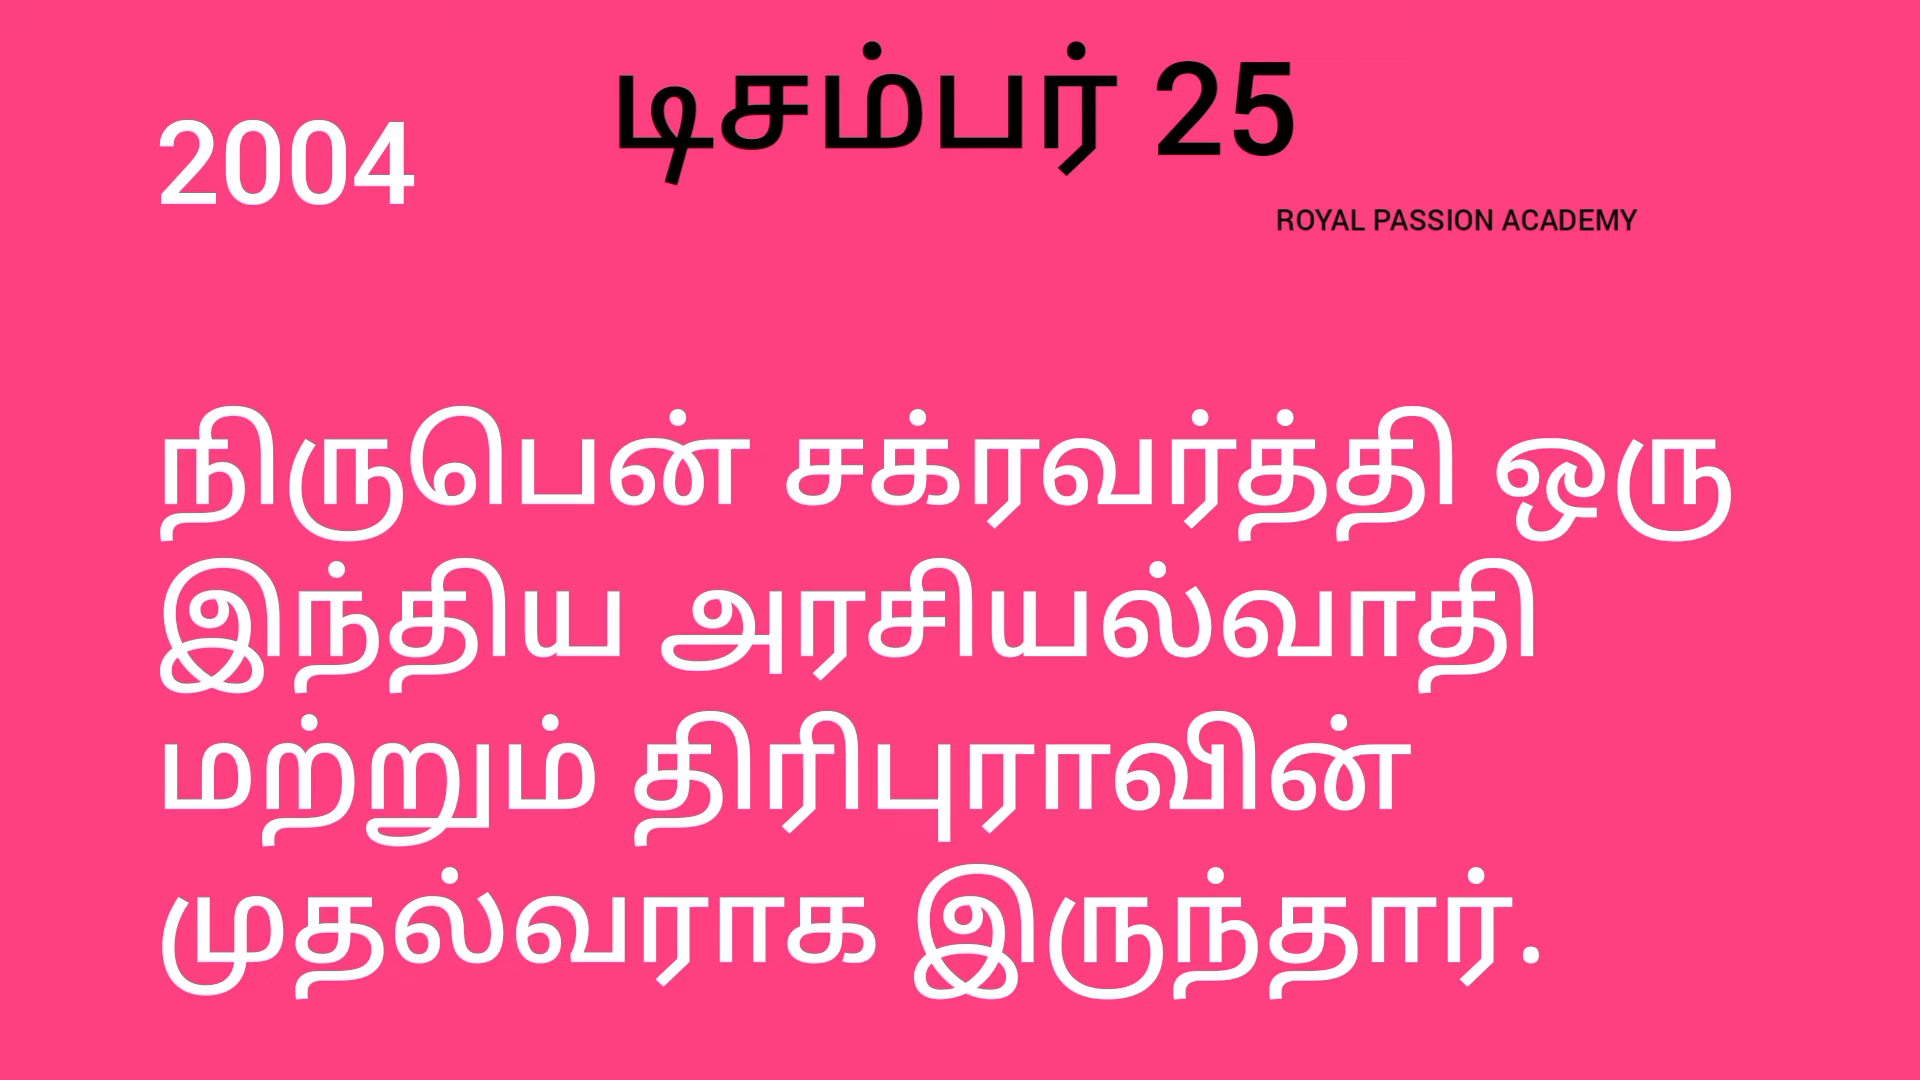 டிசம்பர் 25
2004
ROYAL PASSION ACADEMY
நிருபென் சக்ரவர்த்தி ஒரு
இந்திய அரசியல்வாதி
மற்றும் திரிபுராவின்
முதல்வராக இருந்தார்.